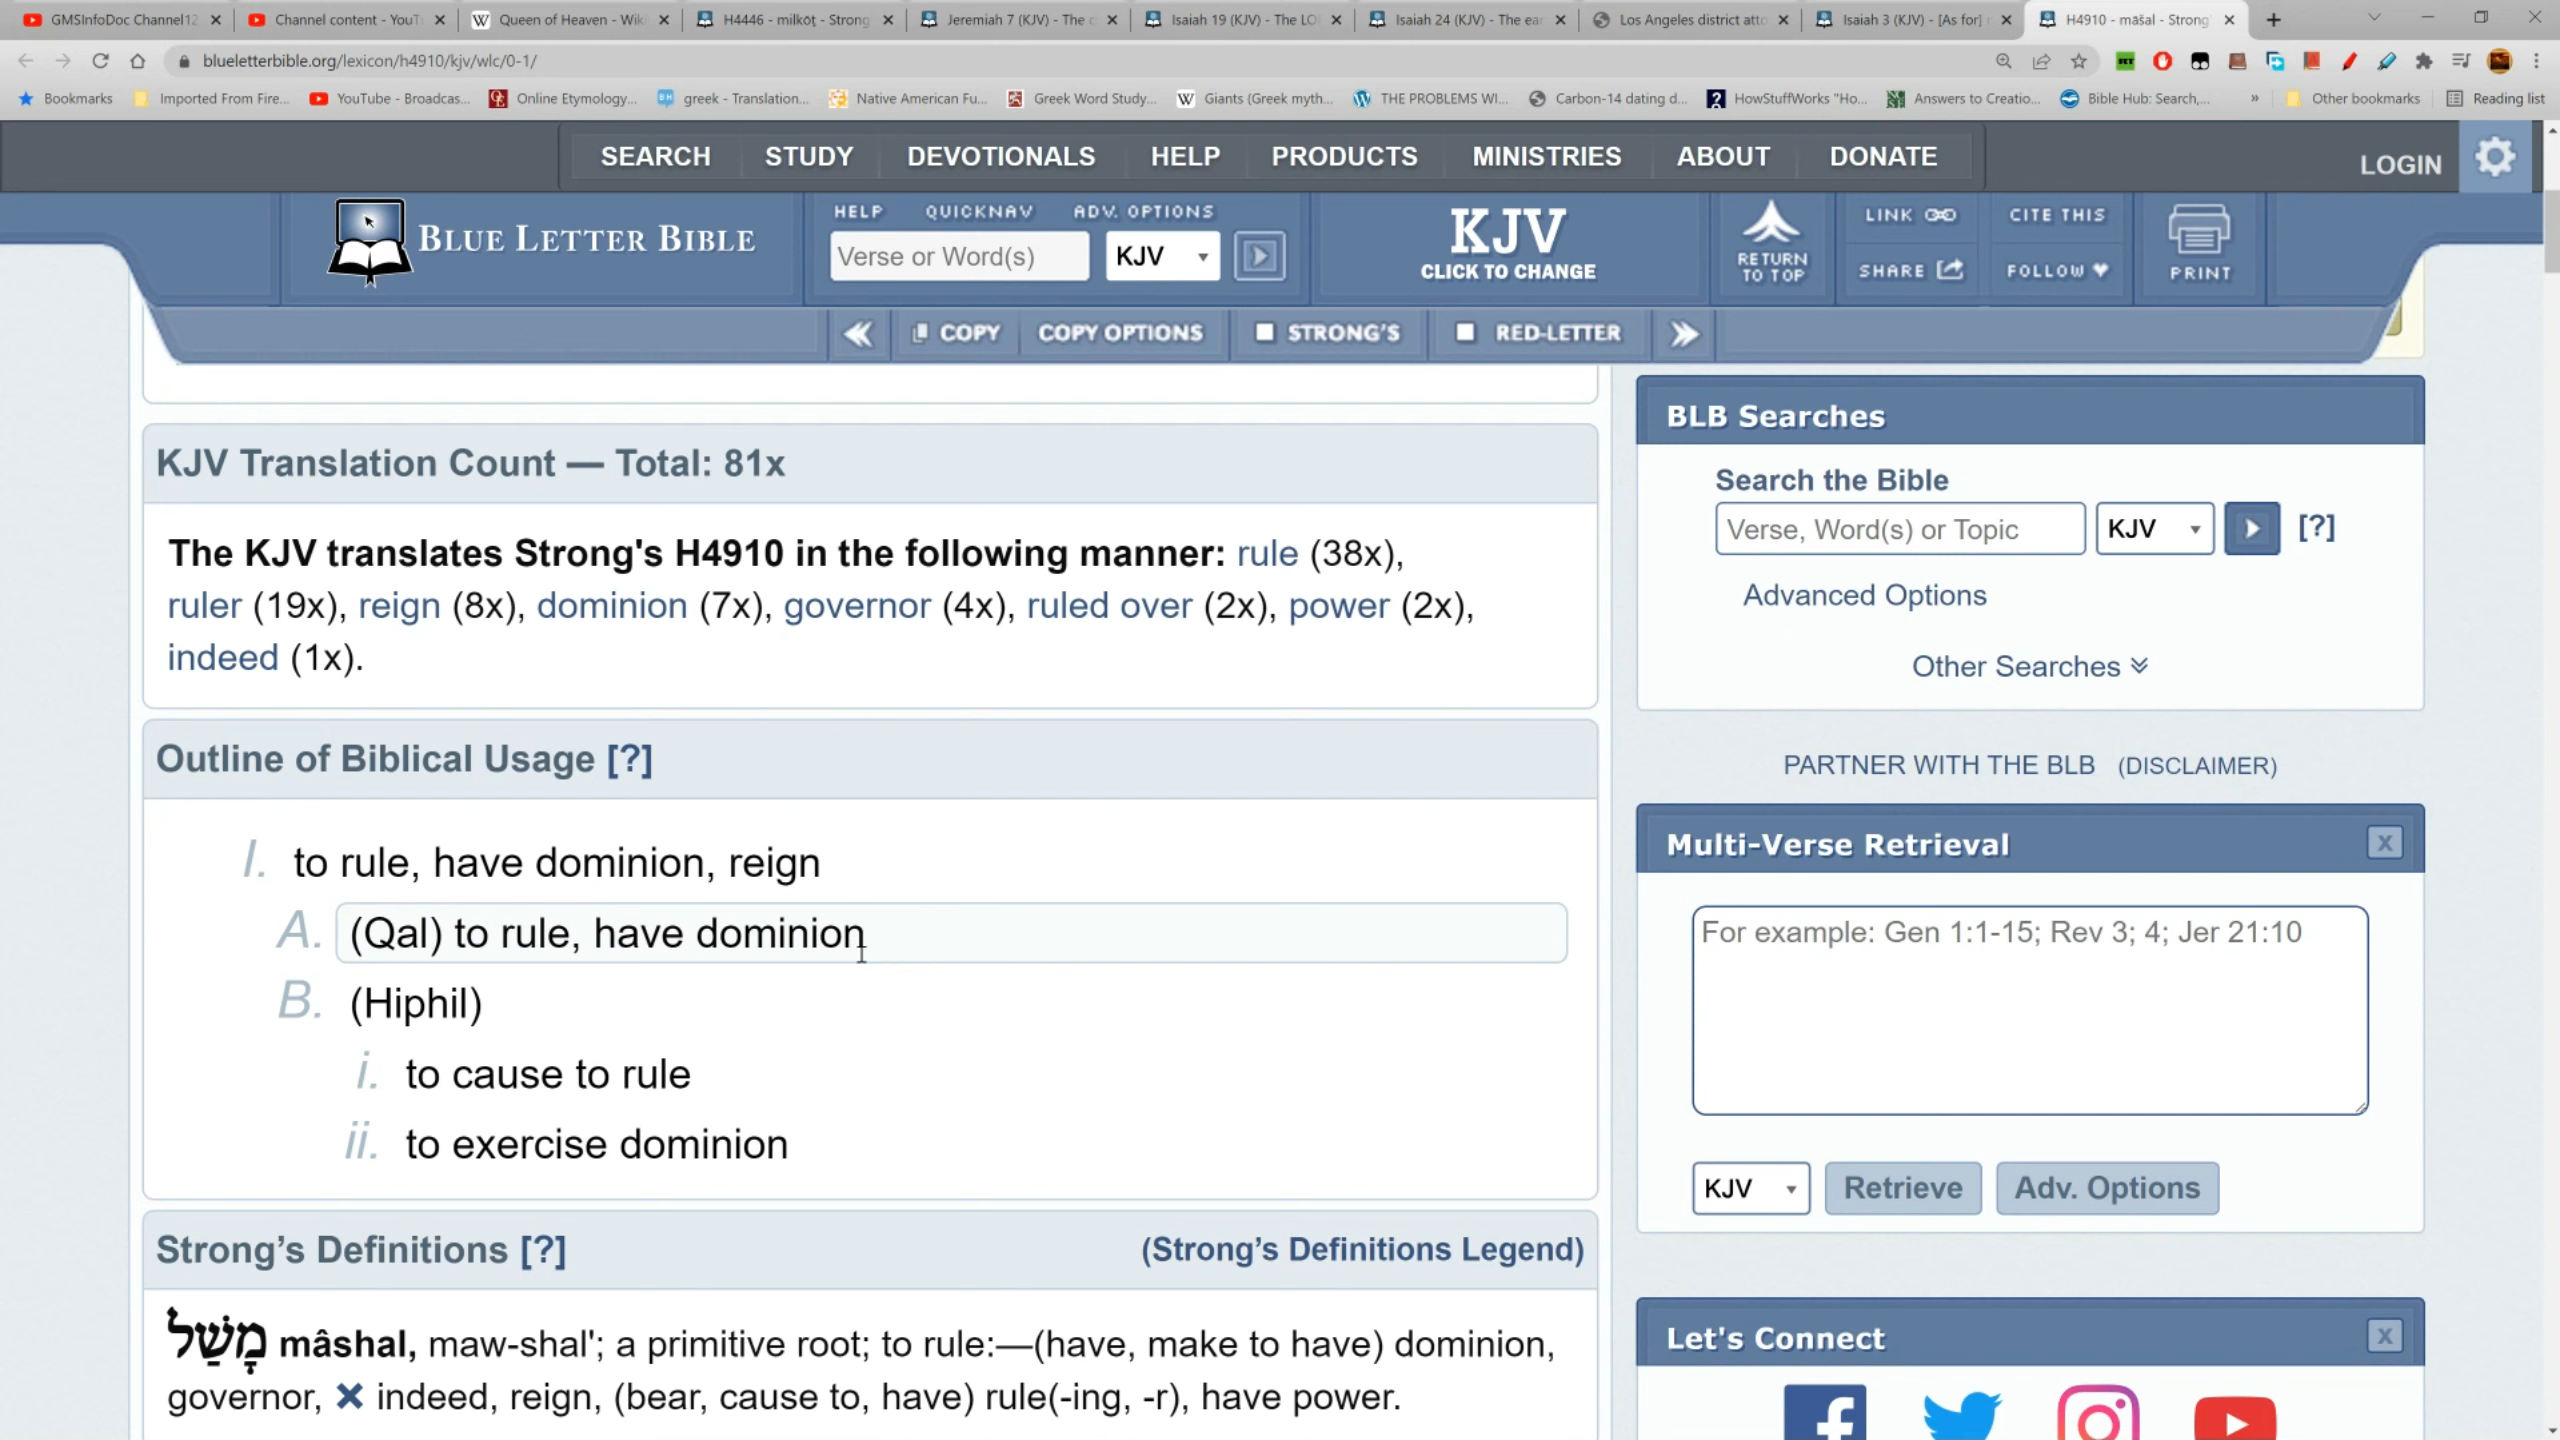 GMSInfoDoc Channel12
Channel content - YouT
Queen of Heaven - Wiki
H4446 - milkōṯ - Strong
Jeremiah 7 (KJV) - The c
Isaiah 19 (KJV) - The LO
Isaiah 24 (KJV) - The ear
Los Angeles district atto
Isaiah 3 (KJV) - [As for]
H4910 - māšal - Strong
blueletterbible.org/lexicon/h4910/kjv/wlc/0-1/
Bookmarks
Imported From Fire...
YouTube - Broadcas...
Online Etymology...
greek - Translation...
Native American Fu...
Greek Word Study...
Giants (Greek myth...
THE PROBLEMS WI...
Carbon-14 dating d...
HowStuffWorks "Ho...
Answers to Creatio...
Bible Hub: Search,...
»
Other bookmarks
Reading list
SEARCH STUDY DEVOTIONALS HELP PRODUCTS MINISTRIES ABOUT DONATE
LOGIN
BLUE LETTER BIBLE
HELP QUICKNAV ADV. OPTIONS
Verse or Word(s)
KJV
KJV
CLICK TO CHANGE
RETURN
TO TOP
LINK
CITE THIS
SHARE
FOLLOW
PRINT
COPY
COPY OPTIONS
STRONG'S
RED-LETTER
KJV Translation Count — Total: 81x
The KJV translates Strong's H4910 in the following manner: rule (38x),
ruler (19x), reign (8x), dominion (7x), governor (4x), ruled over (2x), power (2x),
indeed (1x).
Outline of Biblical Usage [?]
I. to rule, have dominion, reign
A. (Qal) to rule, have dominion
B. (Hiphil)
i. to cause to rule
ii. to exercise dominion
Strong's Definitions [?]
(Strong's Definitions Legend)
מָשַׁל mâshal, maw-shal'; a primitive root; to rule:—(have, make to have) dominion,
governor, × indeed, reign, (bear, cause to, have) rule(-ing, -r), have power.
BLB Searches
Search the Bible
Verse, Word(s) or Topic
KJV
[?]
Advanced Options
Other Searches
PARTNER WITH THE BLB (DISCLAIMER)
Multi-Verse Retrieval
X
For example: Gen 1:1-15; Rev 3; 4; Jer 21:10
KJV
Retrieve
Adv. Options
Let's Connect
X